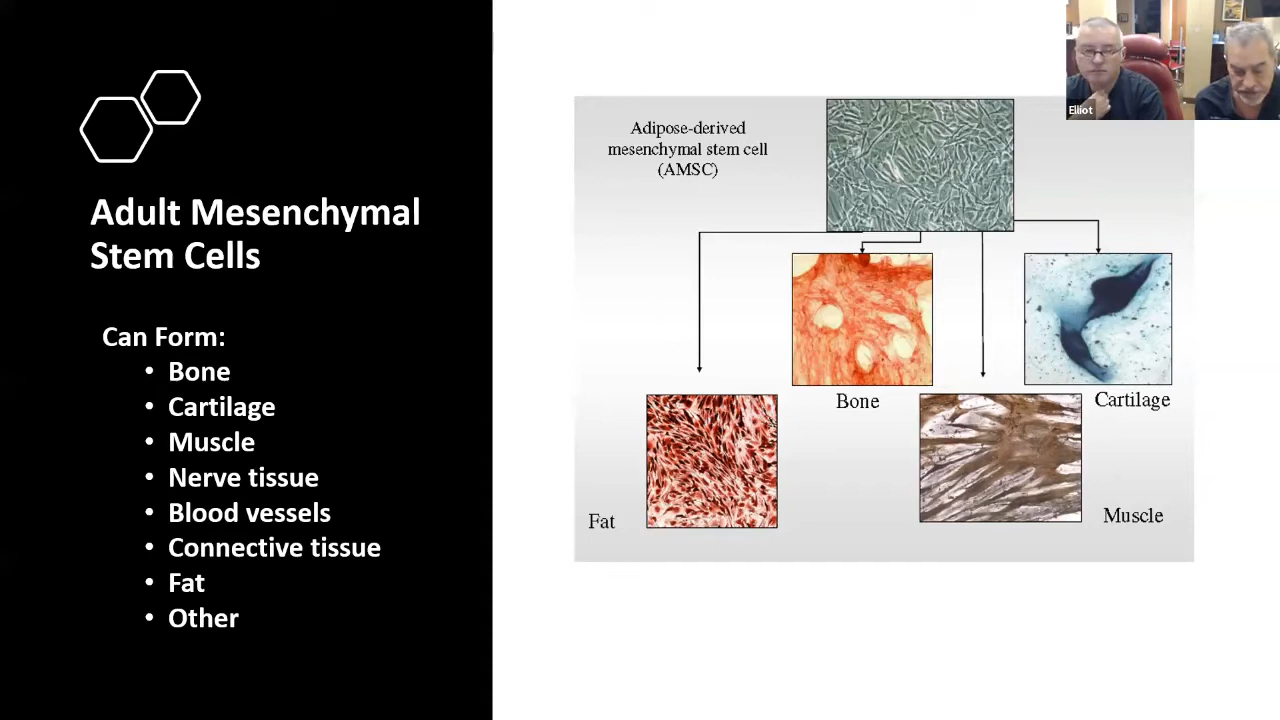 Adult Mesenchymal
Stem Cells
Can Form:
• Bone
• Cartilage
• Muscle
• Nerve tissue
• Blood vessels
• Connective tissue
• Fat
• Other
Adipose-derived
mesenchymal stem cell
(AMSC)
Bone
Cartilage
Fat
Muscle
Elliot